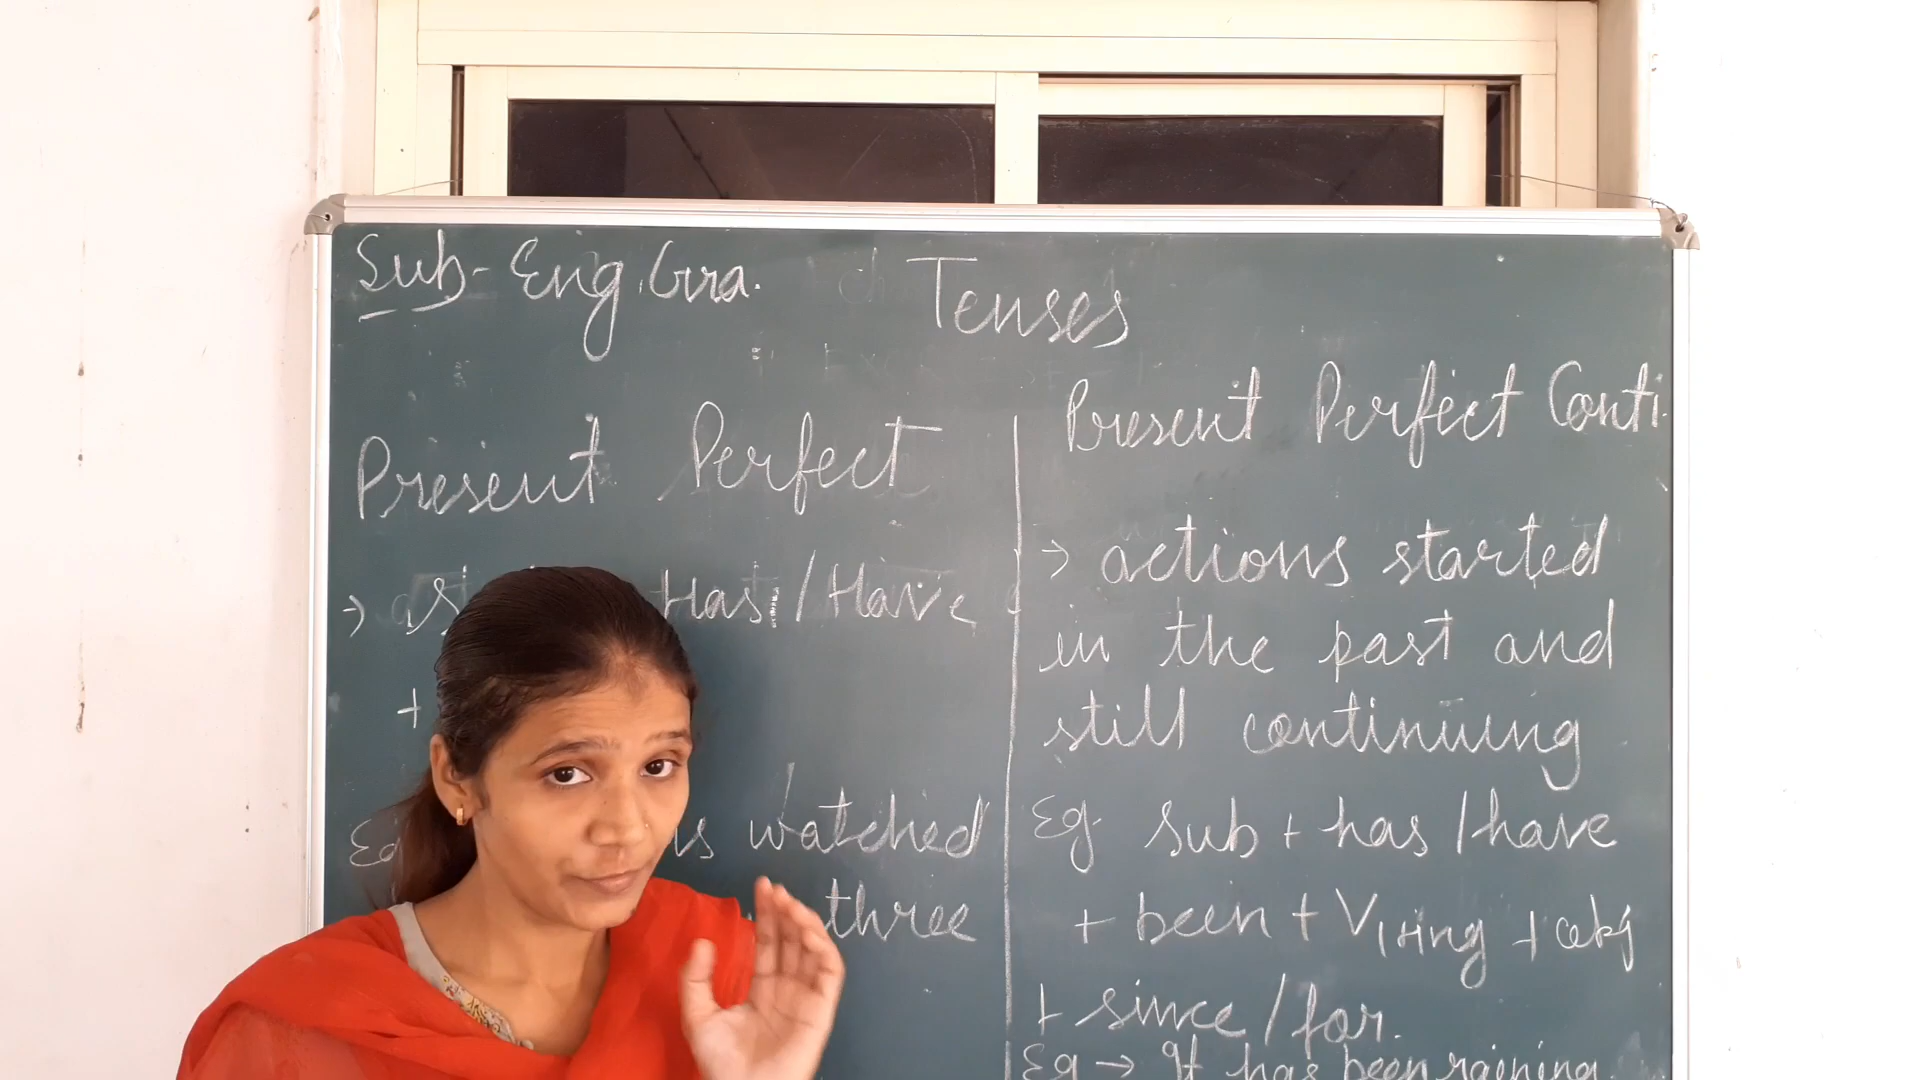 Sub- Eng. Gra.
Tenses
Present Perfect
> Has / Have
+
Eg watched
three
Present Perfect Conti.
> actions started
in the past and
still continuing
Eg. sub + has / have
+ been + V1 + ing + obj
+ since / for.
Eg → It has been raining.